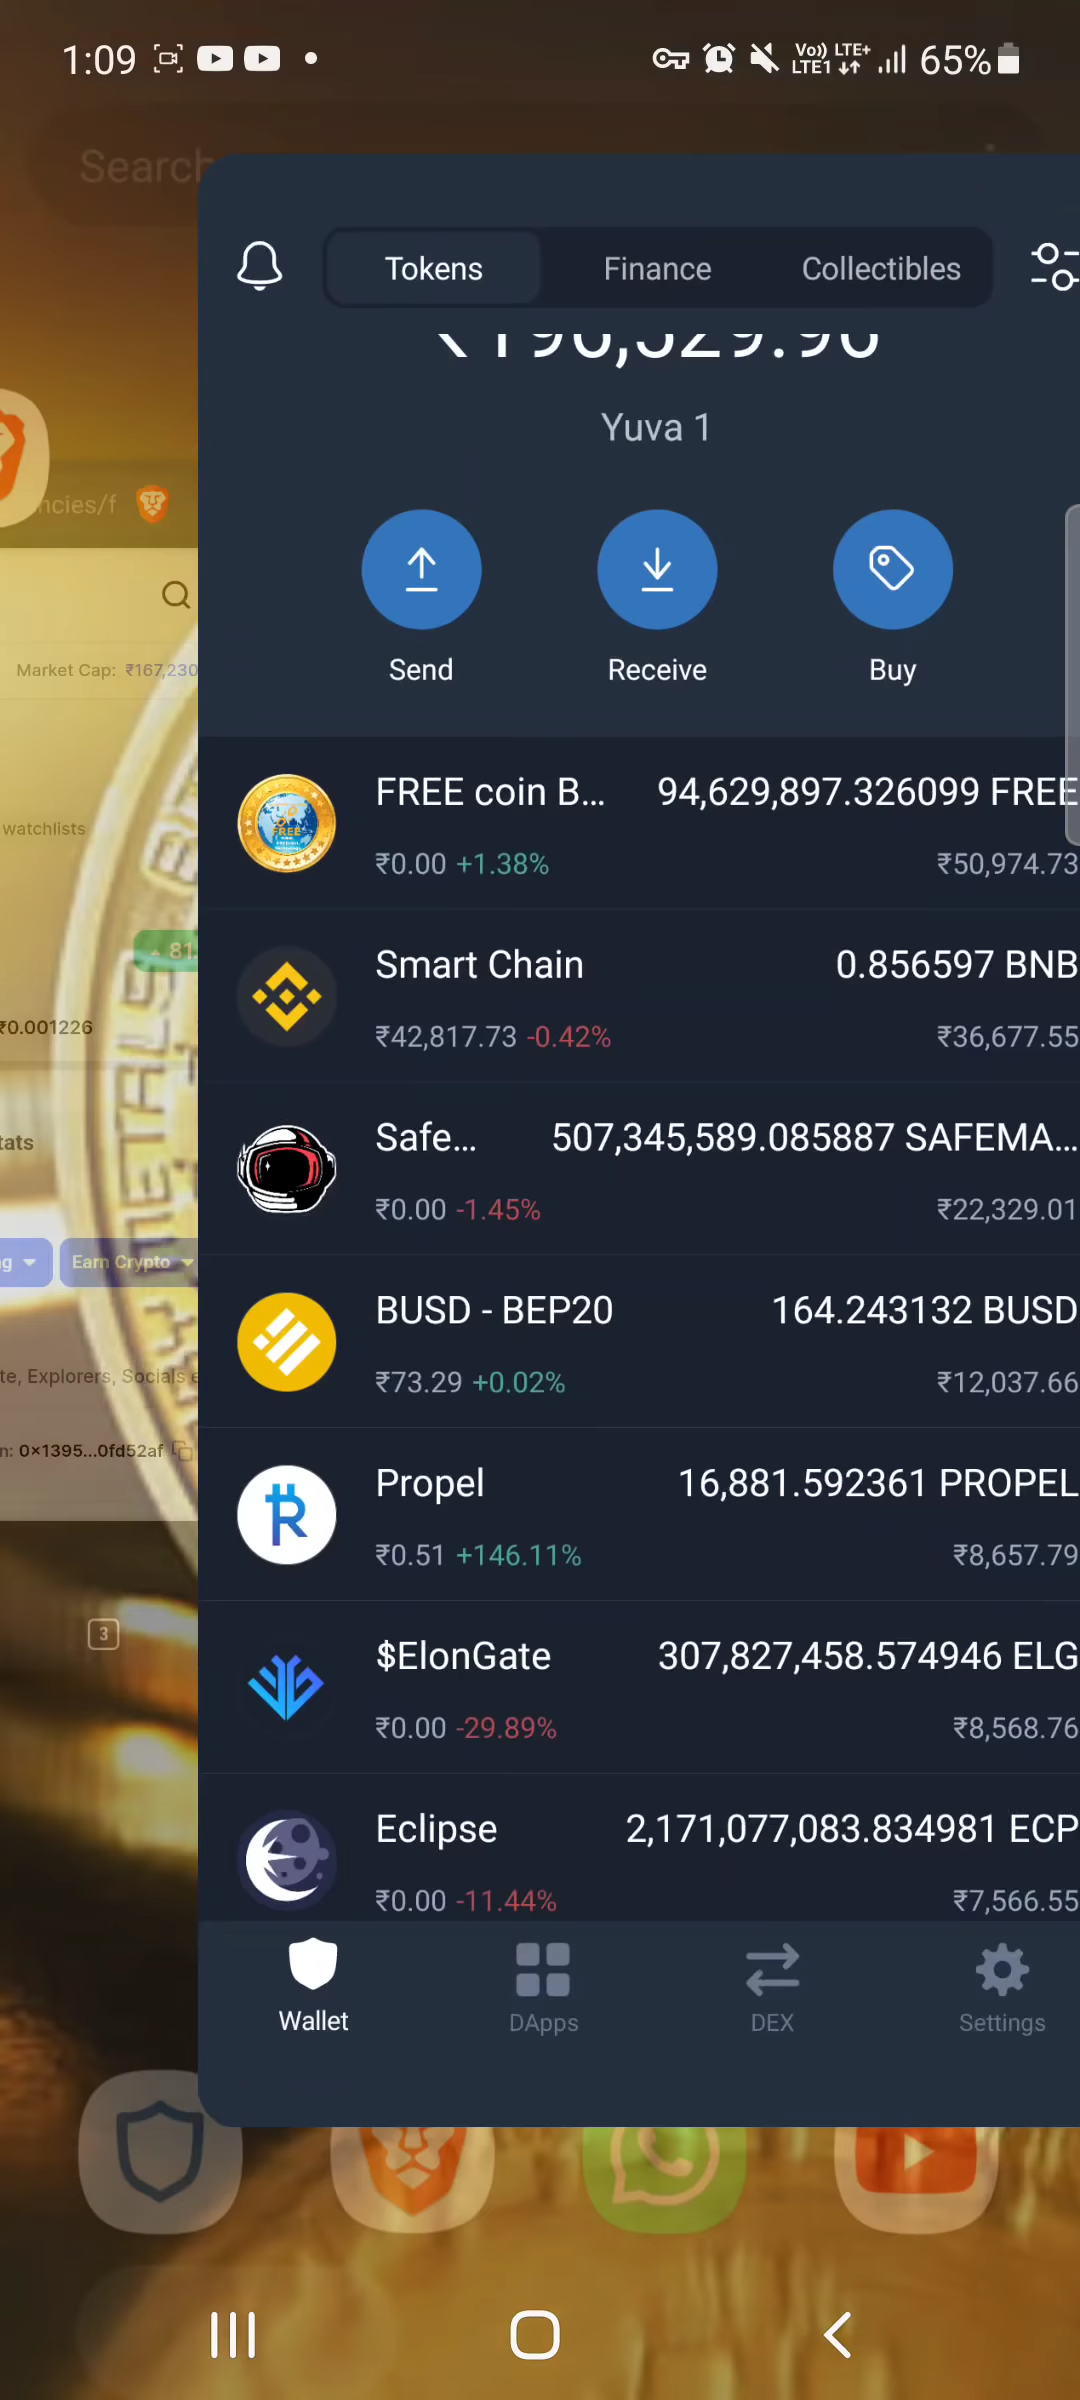 1:09
Vo)) LTE+
LTE1
65%
Search
Tokens Finance Collectibles
Yuva 1
ncies/f
Send Receive Buy
Market Cap: ₹167,230
FREE coin B... 94,629,897.326099 FREE
watchlists
₹0.00 +1.38% ₹50,974.73
81
Smart Chain 0.856597 BNB
₹0.001226
₹42,817.73 -0.42% ₹36,677.55
tats
Safe... 507,345,589.085887 SAFEMA...
₹0.00 -1.45% ₹22,329.01
g Earn Crypto
BUSD - BEP20 164.243132 BUSD
te, Explorers, Socials e
₹73.29 +0.02% ₹12,037.66
n: 0x1395...0fd52af
Propel 16,881.592361 PROPEL
₹0.51 +146.11% ₹8,657.79
3
$ElonGate 307,827,458.574946 ELG
₹0.00 -29.89% ₹8,568.76
Eclipse 2,171,077,083.834981 ECP
₹0.00 -11.44% ₹7,566.55
Wallet DApps DEX Settings